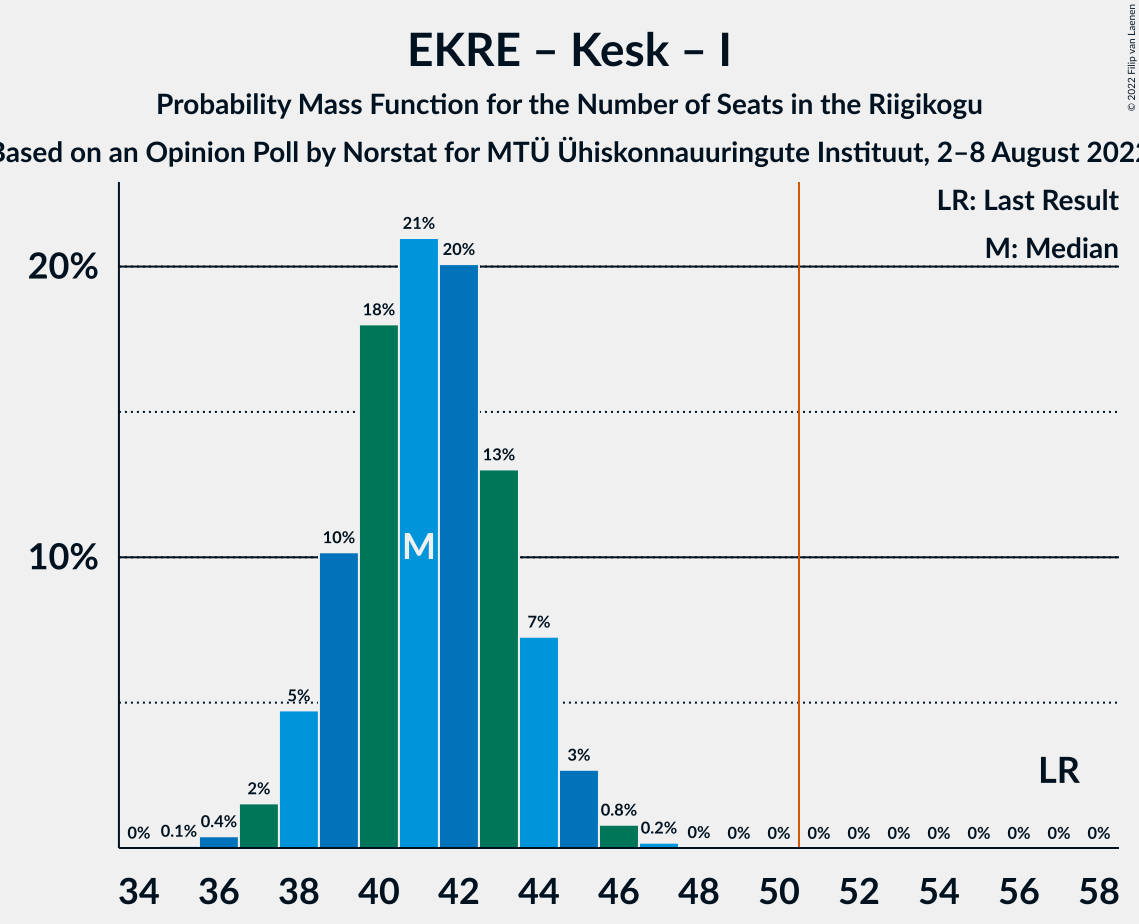 EKRE – Kesk – I
Probability Mass Function for the Number of Seats in the Riigikogu
Based on an Opinion Poll by Norstat for MTÜ Ühiskonnauuringute Instituut, 2–8 August 2022
© 2022 Filip van Laenen
LR: Last Result
M: Median
20%
10%
0% 0.1% 0.4% 2% 5% 10% 18% 21% 20% 13% 7% 3% 0.8% 0.2% 0% 0% 0% 0% 0% 0% 0% 0% 0% 0% 0%
M
LR
34 36 38 40 42 44 46 48 50 52 54 56 58